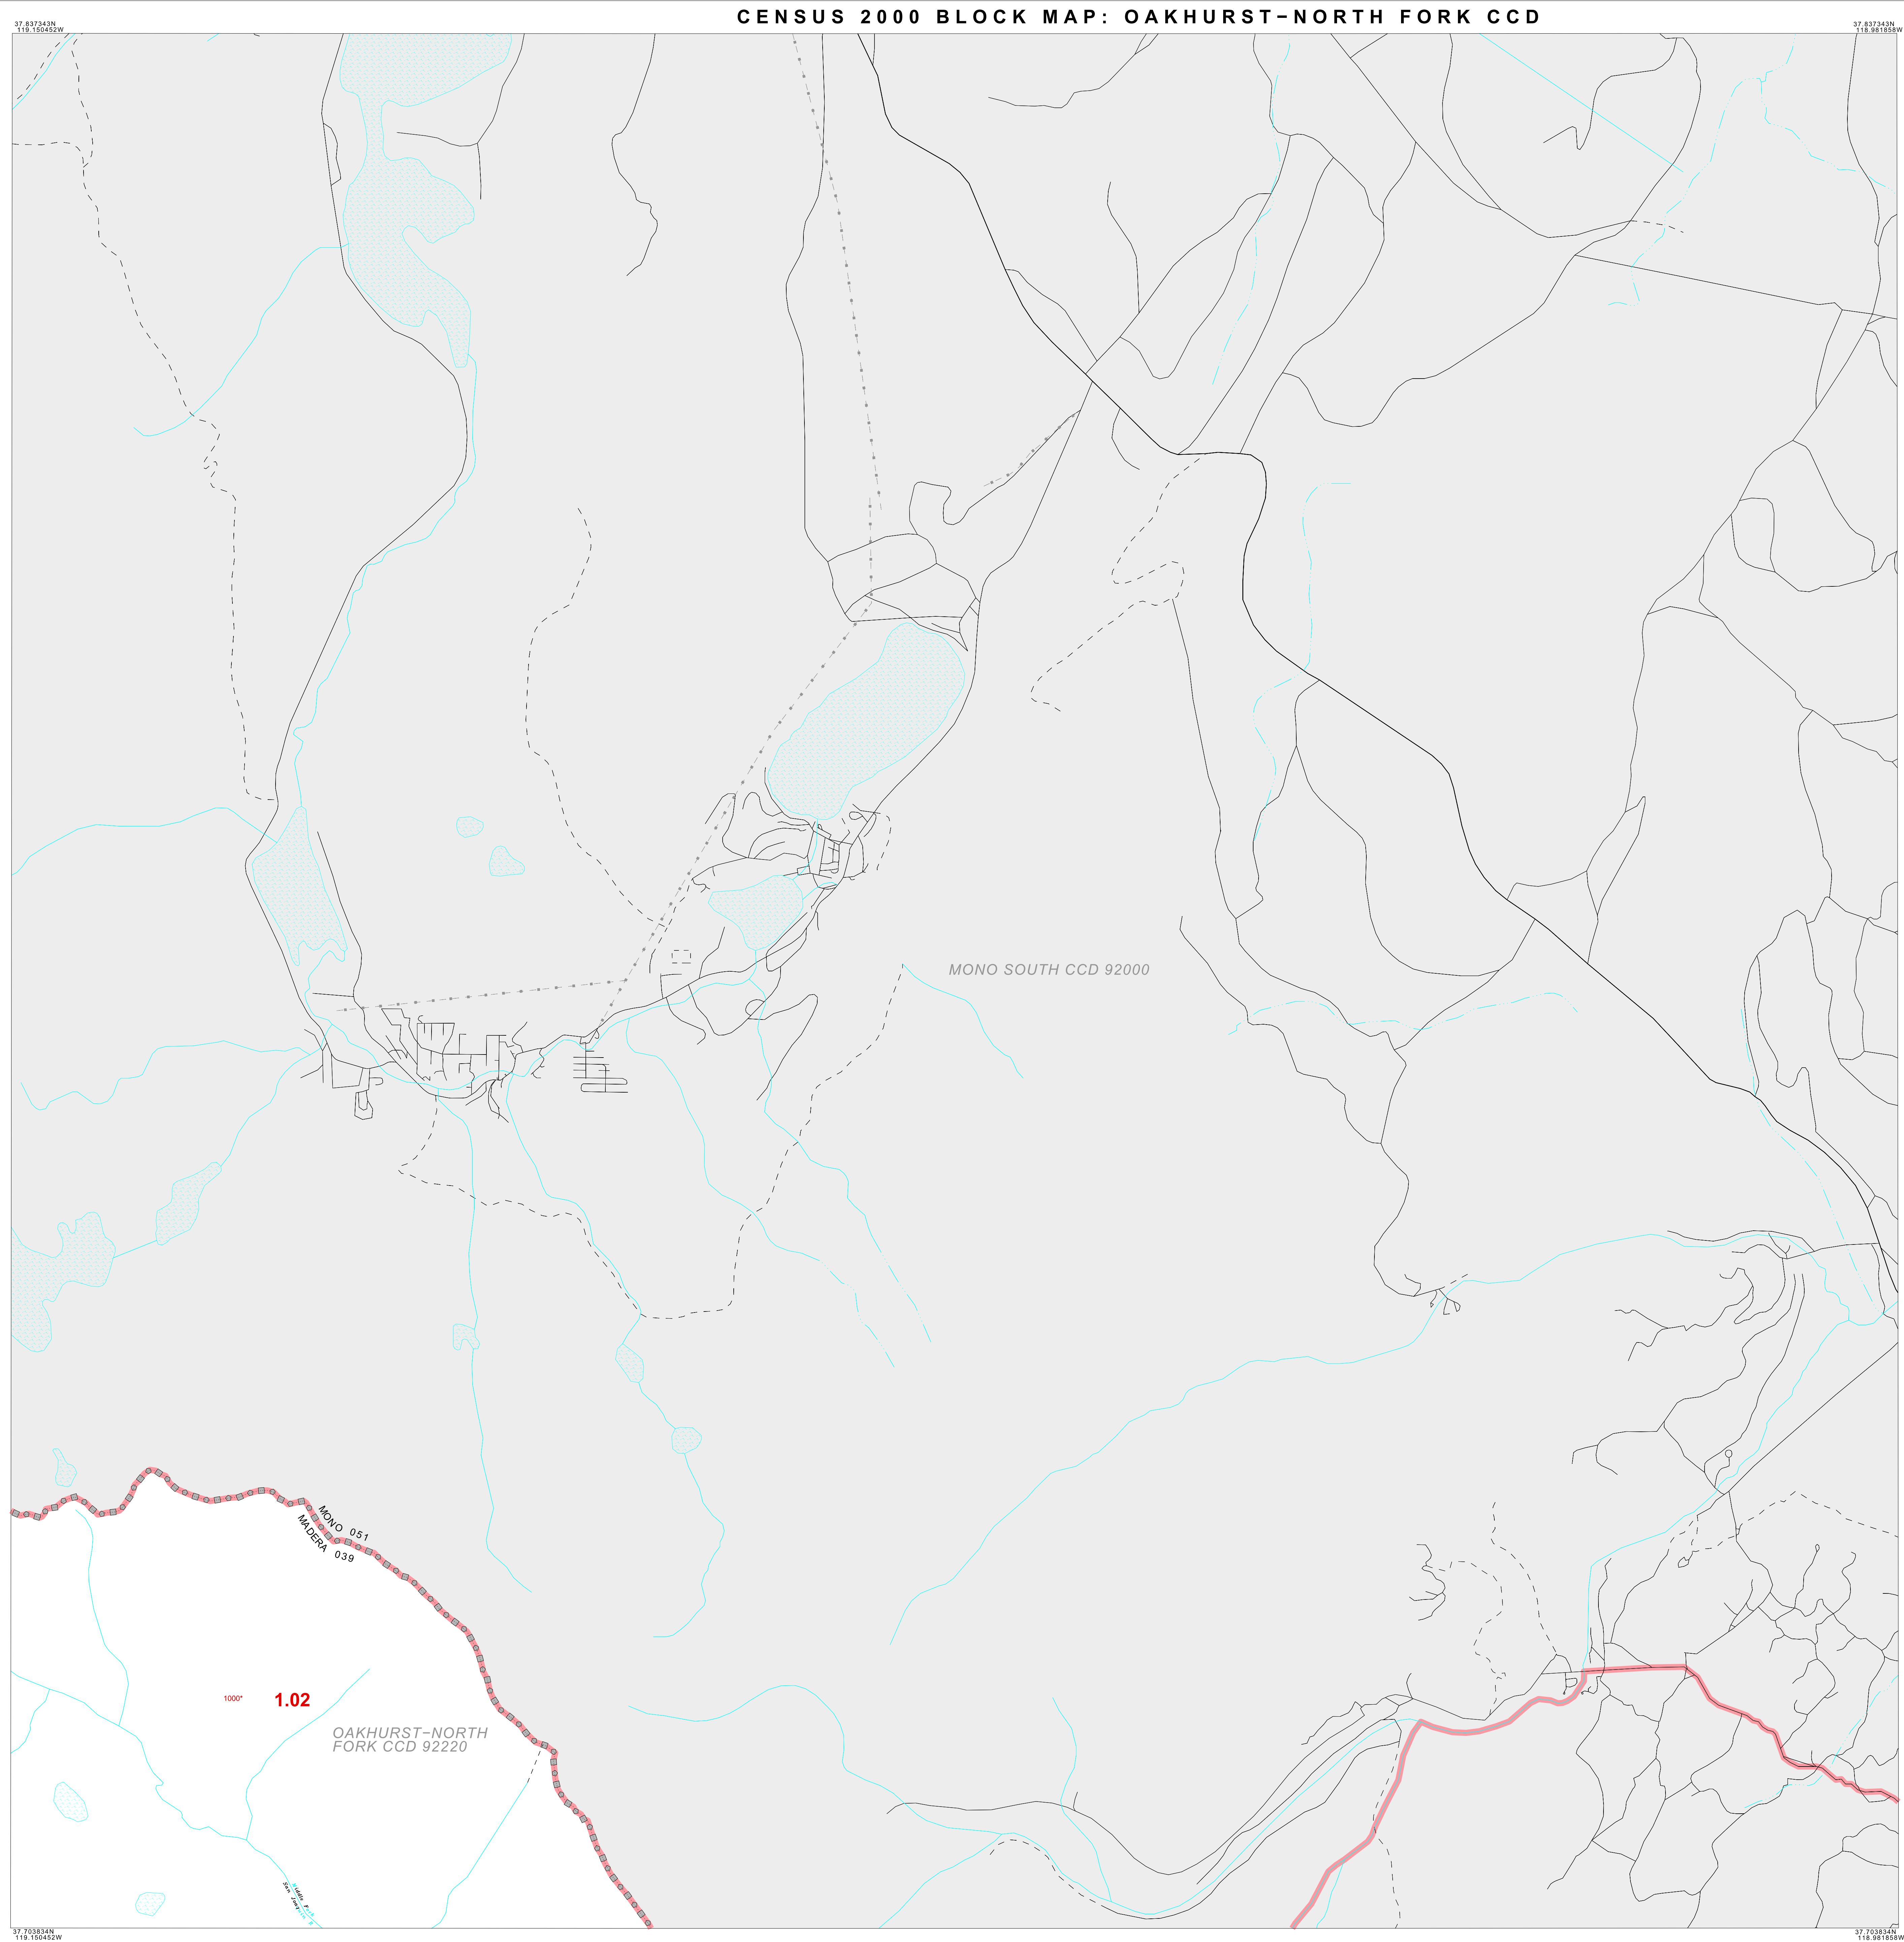 CENSUS 2000 BLOCK MAP: OAKHURST−NORTH FORK CCD
37.837343N
119.150452W
37.837343N
118.981858W
MONO SOUTH CCD 92000
MONO 051
MADERA 039
1000*
1.02
OAKHURST−NORTH
FORK CCD 92220
37.703834N
119.150452W
37.703834N
118.981858W